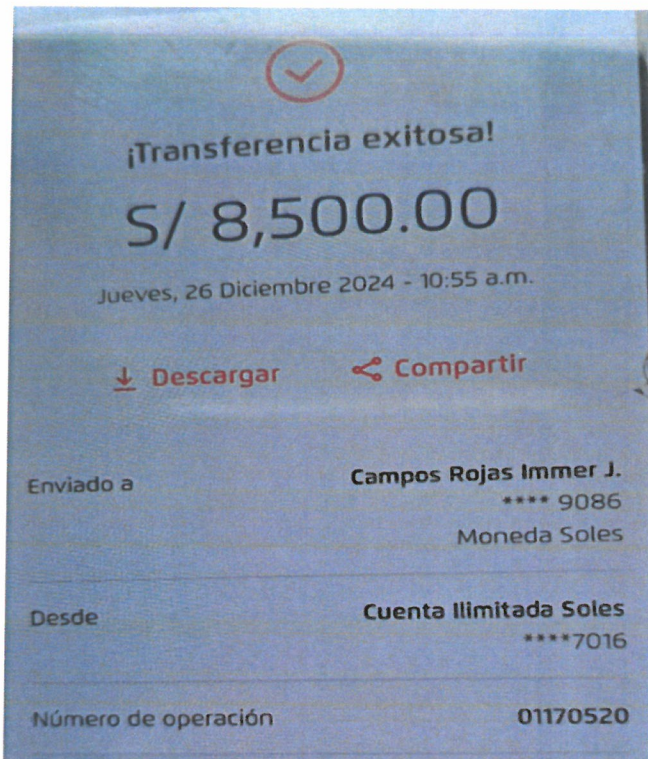 ¡Transferencia exitosa!
S/ 8,500.00
Jueves, 26 Diciembre 2024 - 10:55 a.m.
Descargar Compartir
Enviado a Campos Rojas Immer J.
**** 9086
Moneda Soles
Desde Cuenta Ilimitada Soles
****7016
Número de operación 01170520